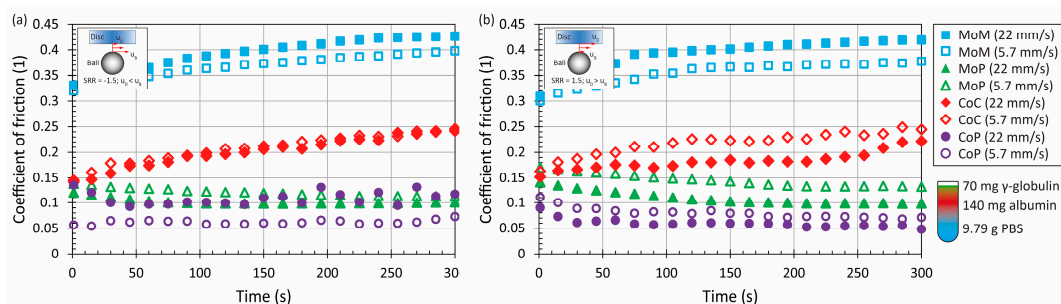 (a)
Coefficient of friction (1)
0.45
0.4
0.35
0.3
0.25
0.2
0.15
0.1
0.05
0
Disc u_D
u_B
Ball
SRR = -1.5; u_D < u_B
0 50 100 150 200 250 30
Time (s)
(b)
Coefficient of friction (1)
0.45
0.4
0.35
0.3
0.25
0.2
0.15
0.1
0.05
0
Disc u_D
u_B
Ball
SRR = 1.5; u_D > u_B
0 50 100 150 200 250 300
Time (s)
MoM (22 mm/s)
MoM (5.7 mm/s)
MoP (22 mm/s)
MoP (5.7 mm/s)
CoC (22 mm/s)
CoC (5.7 mm/s)
CoP (22 mm/s)
CoP (5.7 mm/s)
70 mg γ-globulin
140 mg albumin
9.79 g PBS